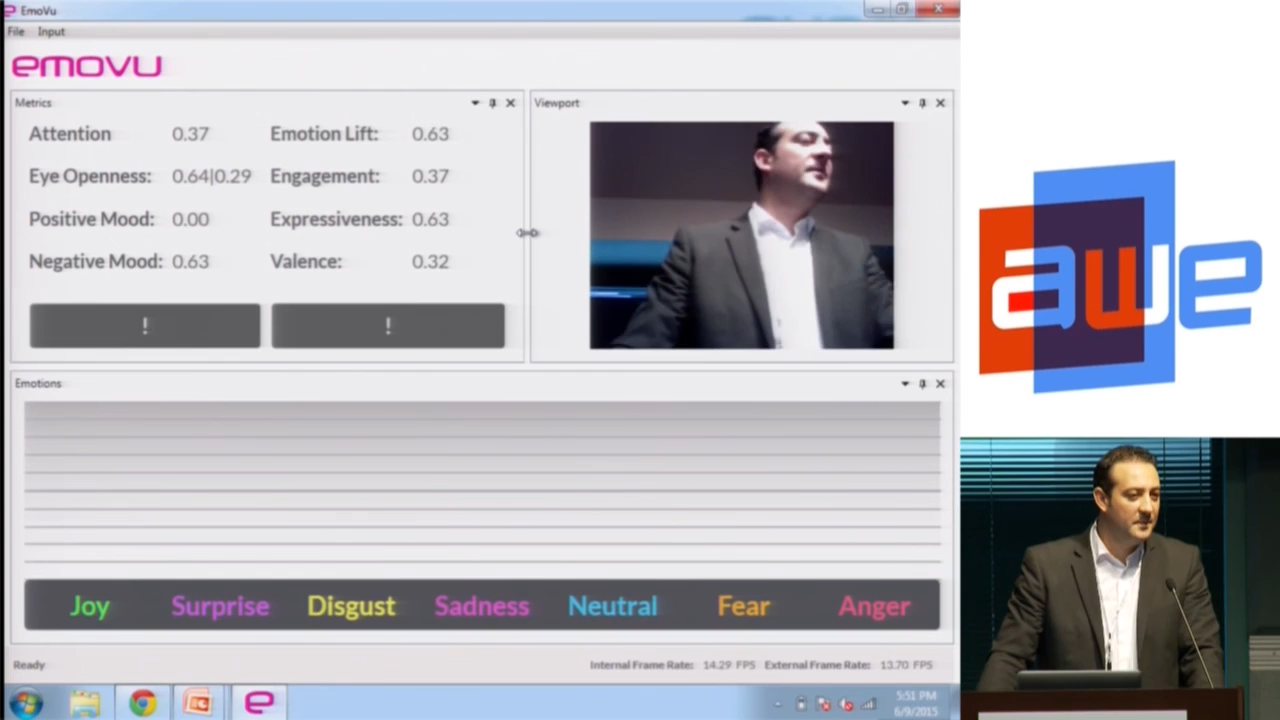 EmoVu
File Input
emovu
Metrics
Attention 0.37 Emotion Lift: 0.63
Eye Openness: 0.64|0.29 Engagement: 0.37
Positive Mood: 0.00 Expressiveness: 0.63
Negative Mood: 0.63 Valence: 0.32
! !
Viewport
Emotions
Joy Surprise Disgust Sadness Neutral Fear Anger
Ready Internal Frame Rate: 14.29 FPS External Frame Rate: 13.70 FPS
5:51 PM
6/9/2015
awe